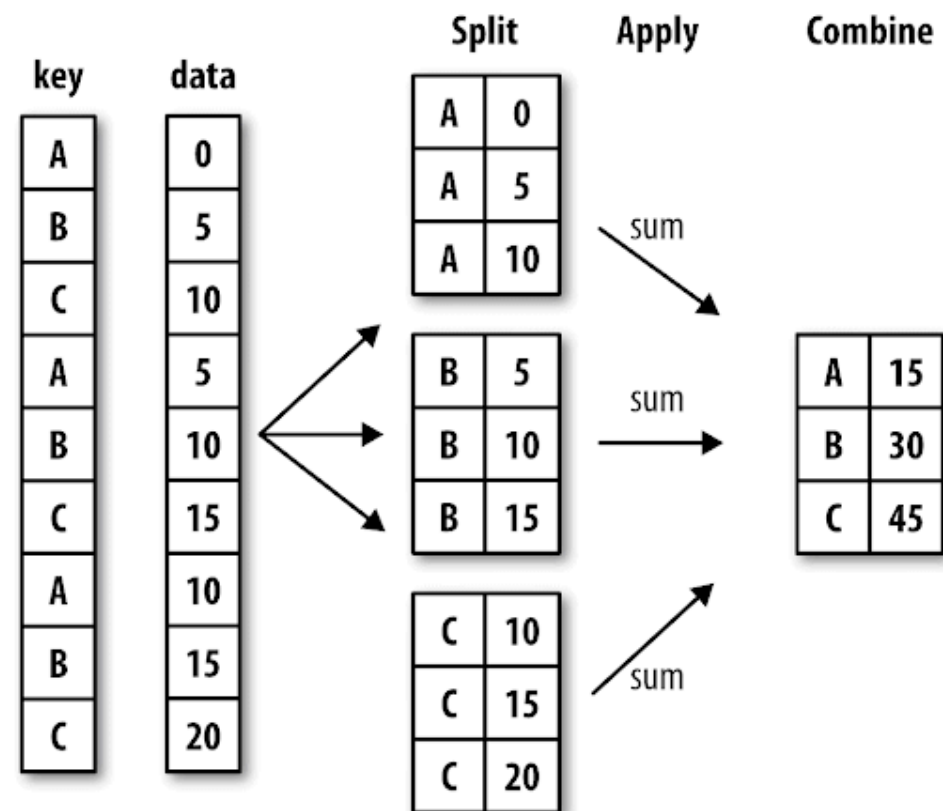 Split Apply Combine
key data
A 0
B 5
C 10
A 5
B 10
C 15
A 10
B 15
C 20
A 0
A 5
A 10
B 5
B 10
B 15
C 10
C 15
C 20
sum
sum
sum
A 15
B 30
C 45